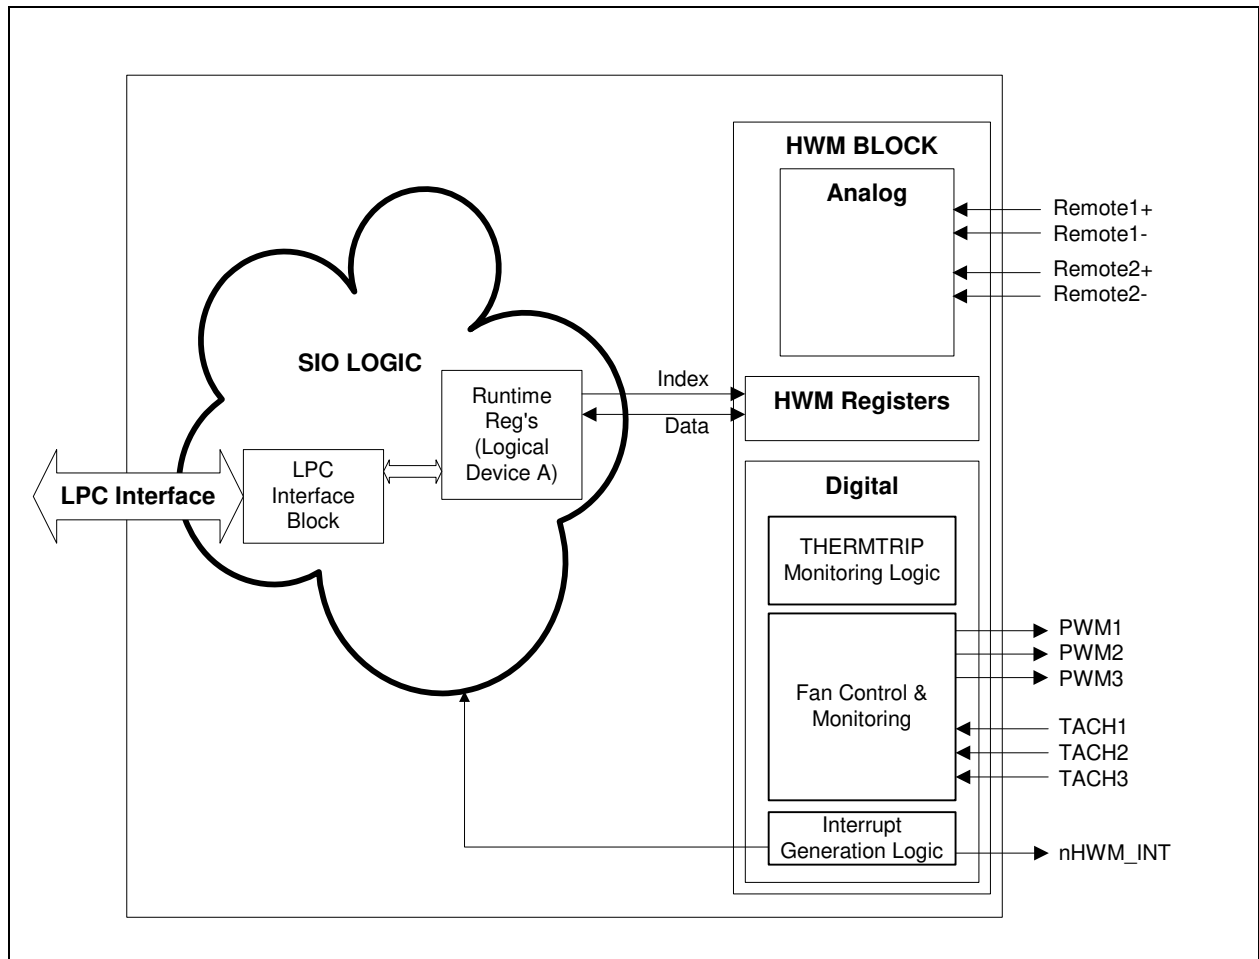 HWM BLOCK
Analog
Remote1+
Remote1-
Remote2+
Remote2-
SIO LOGIC
Runtime
Reg's
(Logical
Device A)
Index
Data
HWM Registers
LPC Interface
LPC
Interface
Block
Digital
THERMTRIP
Monitoring Logic
Fan Control &
Monitoring
PWM1
PWM2
PWM3
TACH1
TACH2
TACH3
Interrupt
Generation Logic
nHWM_INT